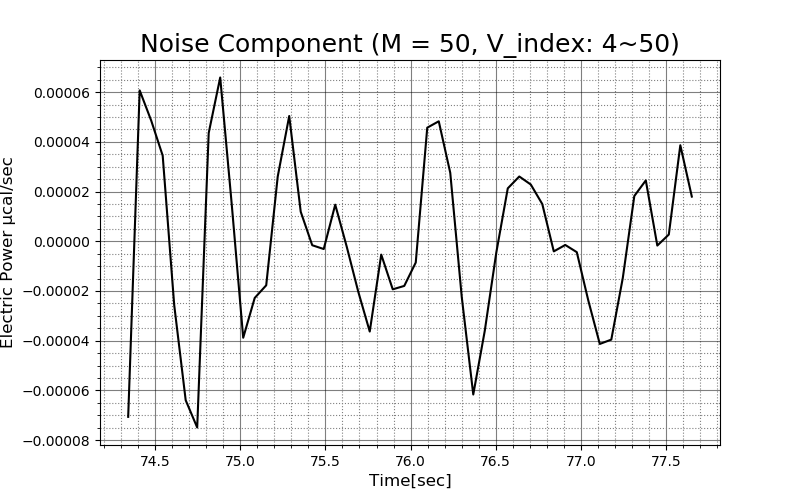 Noise Component (M = 50, V_index: 4~50)
Electric Power μcal/sec
0.00006
0.00004
0.00002
0.00000
−0.00002
−0.00004
−0.00006
−0.00008
74.5 75.0 75.5 76.0 76.5 77.0 77.5
Time[sec]